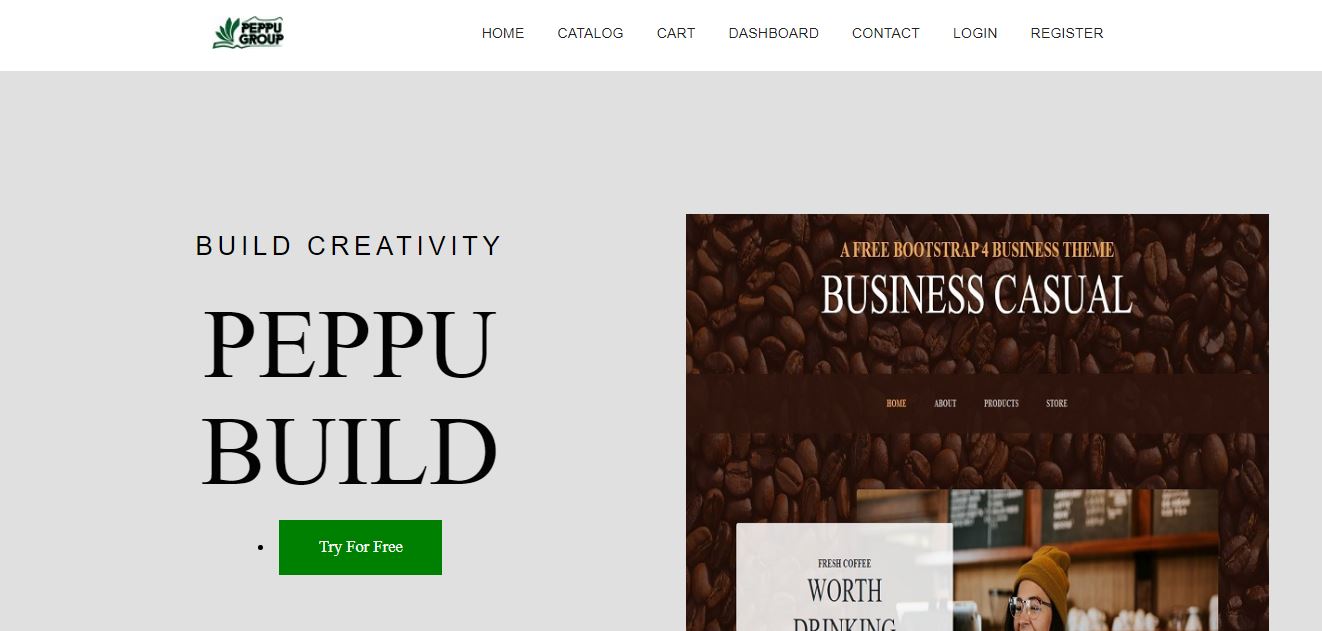 PEPPU
GROUP
HOME CATALOG CART DASHBOARD CONTACT LOGIN REGISTER
BUILD CREATIVITY
PEPPU
BUILD
Try For Free
A FREE BOOTSTRAP 4 BUSINESS THEME
BUSINESS CASUAL
HOME ABOUT PRODUCTS STORE
FRESH COFFEE
WORTH
DRINKING